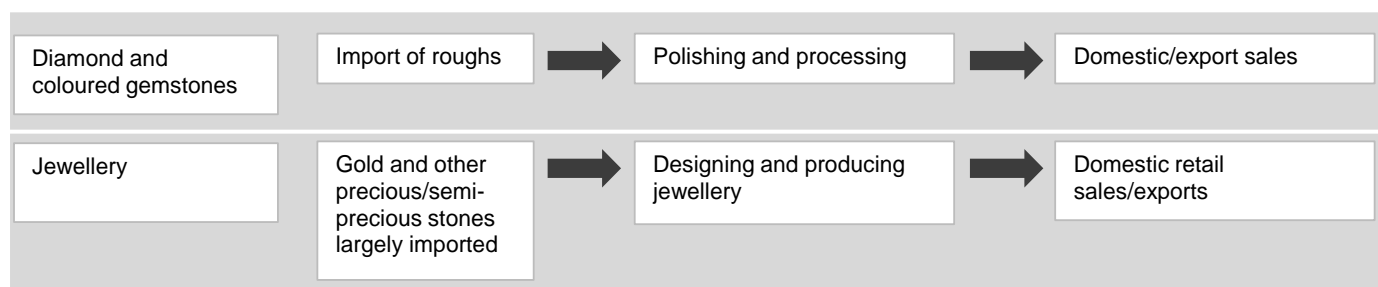 Diamond and
coloured gemstones
Import of roughs
Polishing and processing
Domestic/export sales
Jewellery
Gold and other
precious/semi-
precious stones
largely imported
Designing and producing
jewellery
Domestic retail
sales/exports